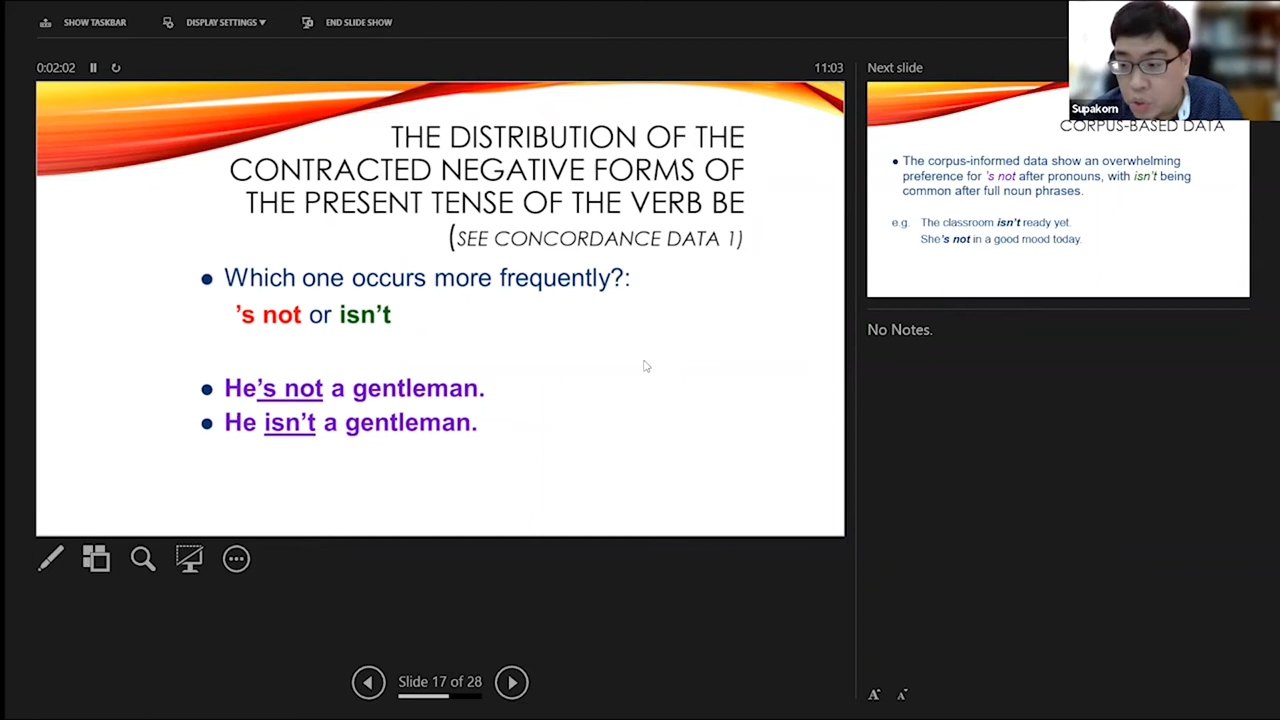 SHOW TASKBAR
DISPLAY SETTINGS ▼
END SLIDE SHOW
0:02:02
11:03
THE DISTRIBUTION OF THE
CONTRACTED NEGATIVE FORMS OF
THE PRESENT TENSE OF THE VERB BE
(SEE CONCORDANCE DATA 1)
● Which one occurs more frequently?:
’s not or isn’t
● He’s not a gentleman.
● He isn’t a gentleman.
Slide 17 of 28
Next slide
Supakorn
CORPUS-BASED DATA
● The corpus-informed data show an overwhelming
preference for ’s not after pronouns, with isn’t being
common after full noun phrases.
e.g. The classroom isn’t ready yet.
She’s not in a good mood today.
No Notes.
A A